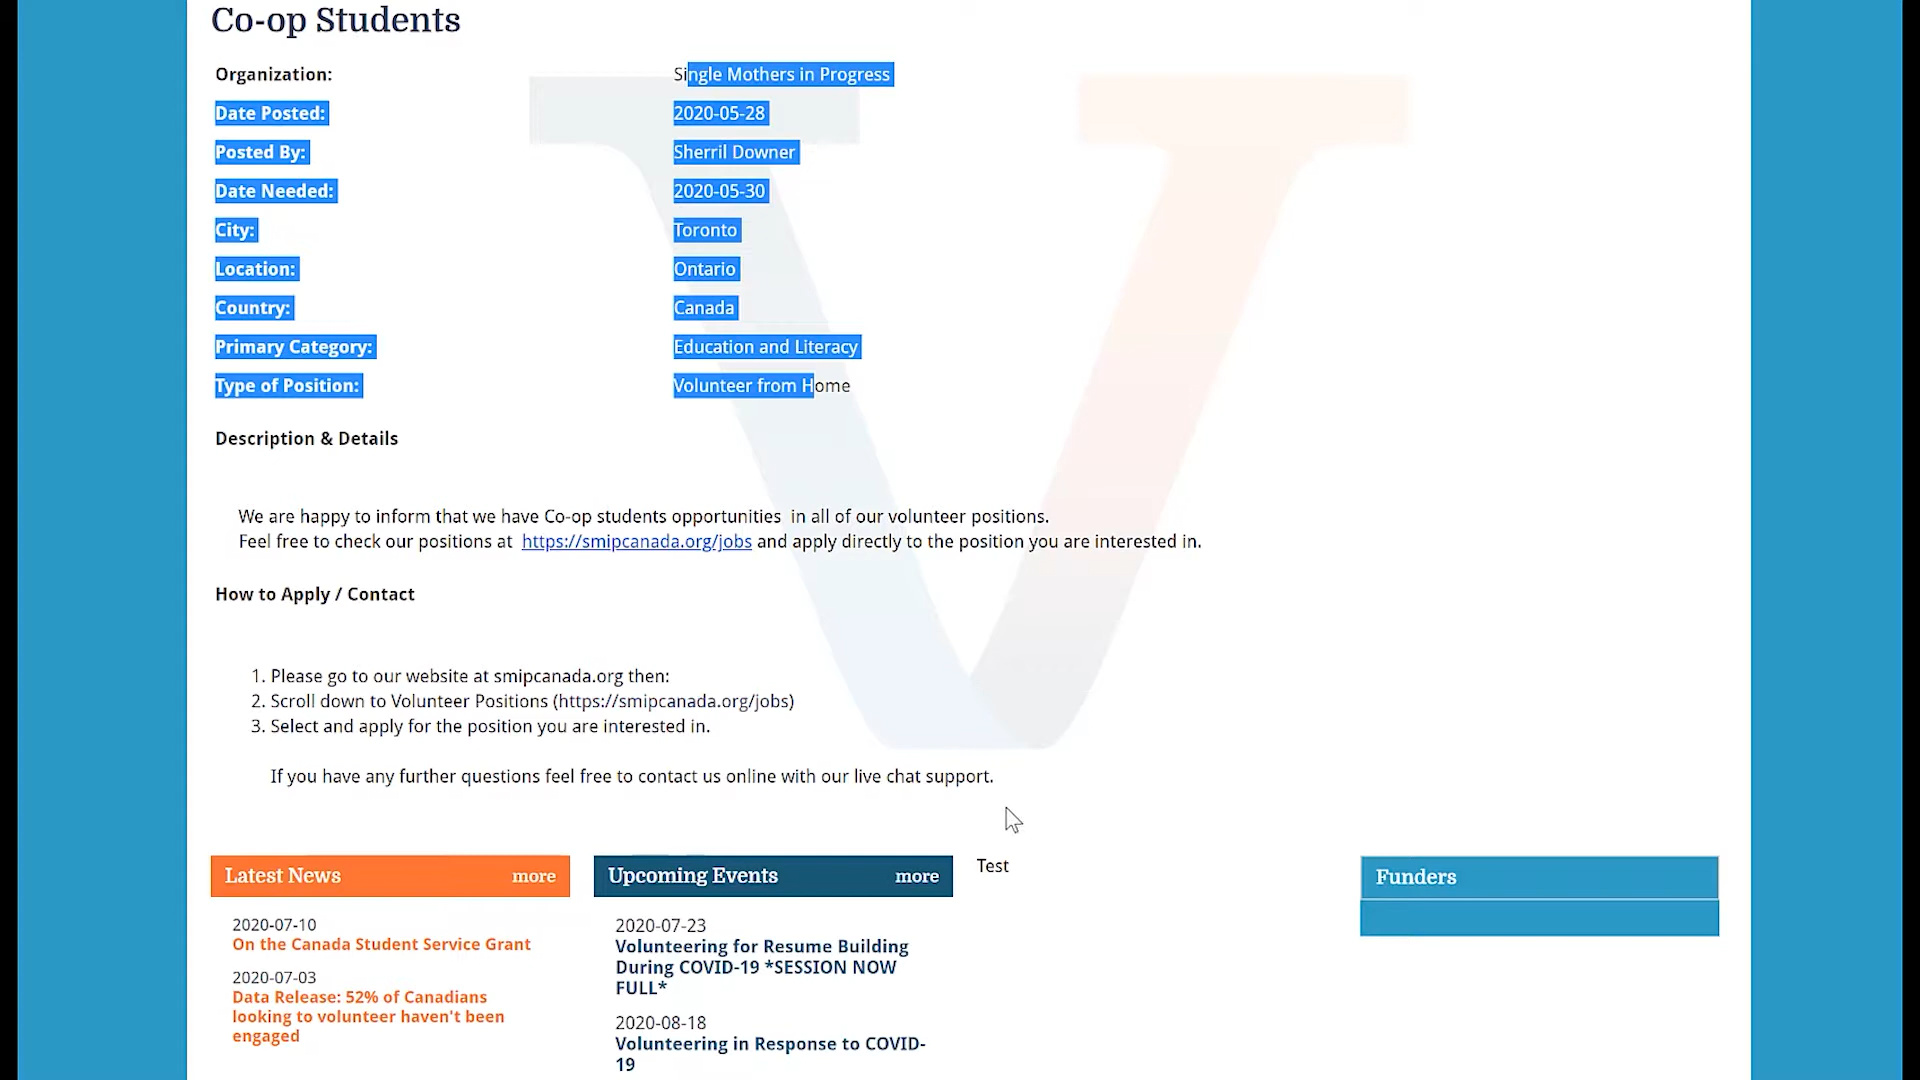 Co-op Students
Organization: Single Mothers in Progress
Date Posted: 2020-05-28
Posted By: Sherril Downer
Date Needed: 2020-05-30
City: Toronto
Location: Ontario
Country: Canada
Primary Category: Education and Literacy
Type of Position: Volunteer from Home
Description & Details
We are happy to inform that we have Co-op students opportunities  in all of our volunteer positions.
Feel free to check our positions at  https://smipcanada.org/jobs and apply directly to the position you are interested in.
How to Apply / Contact
1. Please go to our website at smipcanada.org then:
2. Scroll down to Volunteer Positions (https://smipcanada.org/jobs)
3. Select and apply for the position you are interested in.
If you have any further questions feel free to contact us online with our live chat support.
Latest News more
2020-07-10
On the Canada Student Service Grant
2020-07-03
Data Release: 52% of Canadians
looking to volunteer haven't been
engaged
Upcoming Events more
2020-07-23
Volunteering for Resume Building
During COVID-19 *SESSION NOW
FULL*
2020-08-18
Volunteering in Response to COVID-
19
Test
Funders